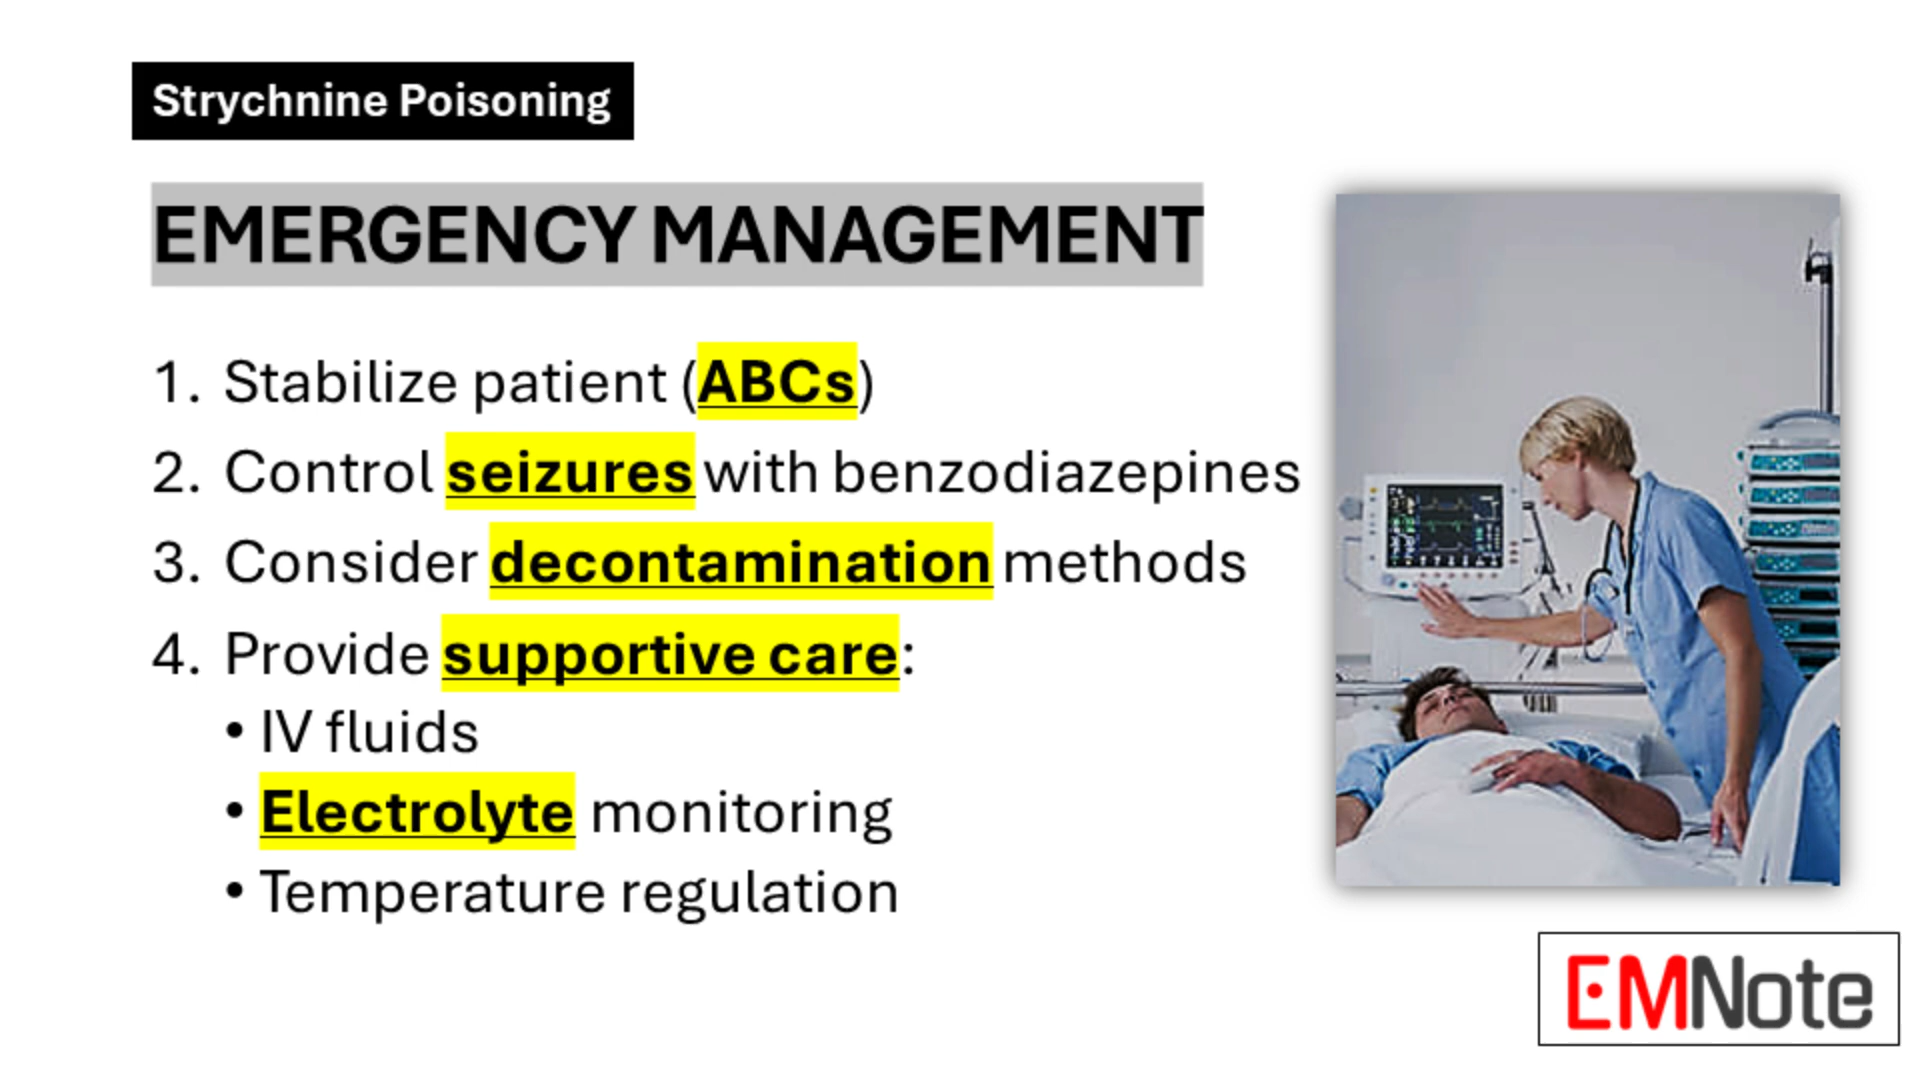 Strychnine Poisoning
EMERGENCY MANAGEMENT
1. Stabilize patient (ABCs)
2. Control seizures with benzodiazepines
3. Consider decontamination methods
4. Provide supportive care:
• IV fluids
• Electrolyte monitoring
• Temperature regulation
EMNote